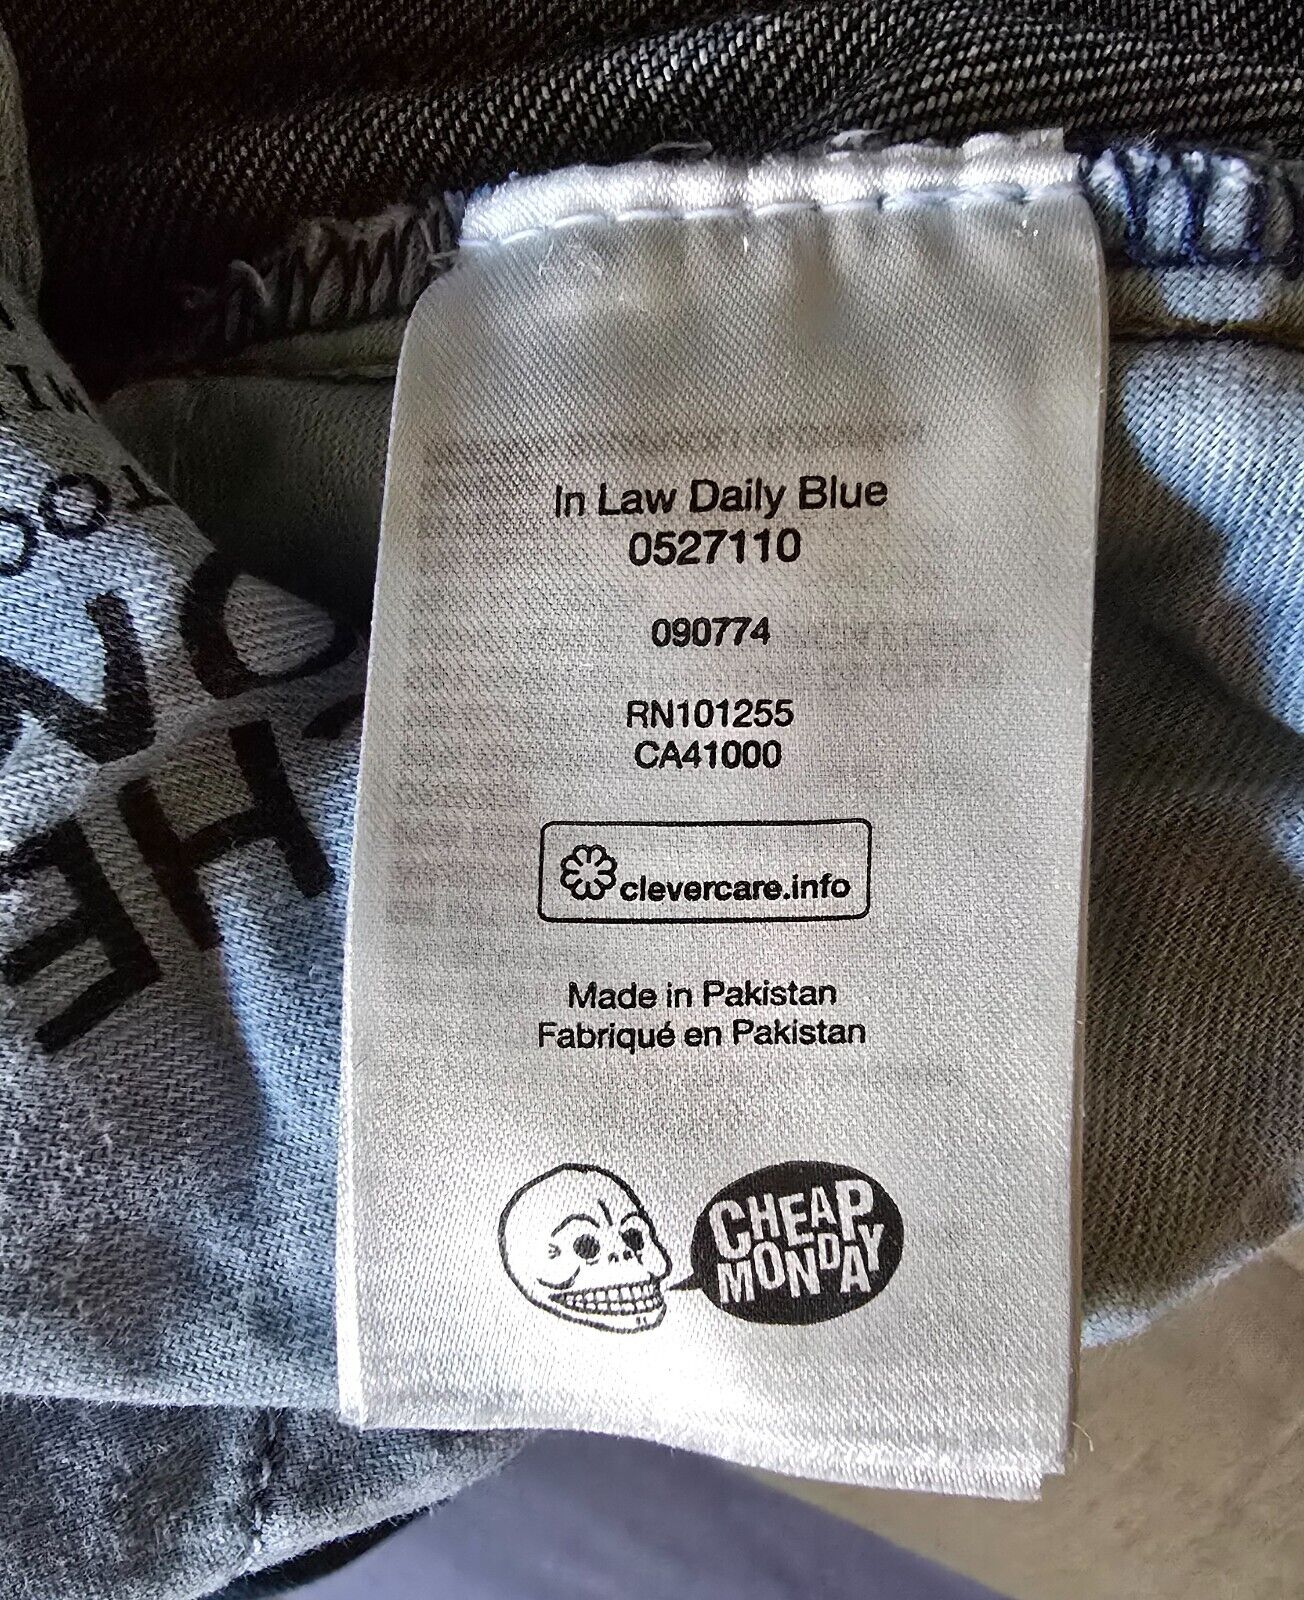 In Law Daily Blue
0527110
090774
RN101255
CA41000
clevercare.info
Made in Pakistan
Fabriqué en Pakistan
CHEAP
MONDAY